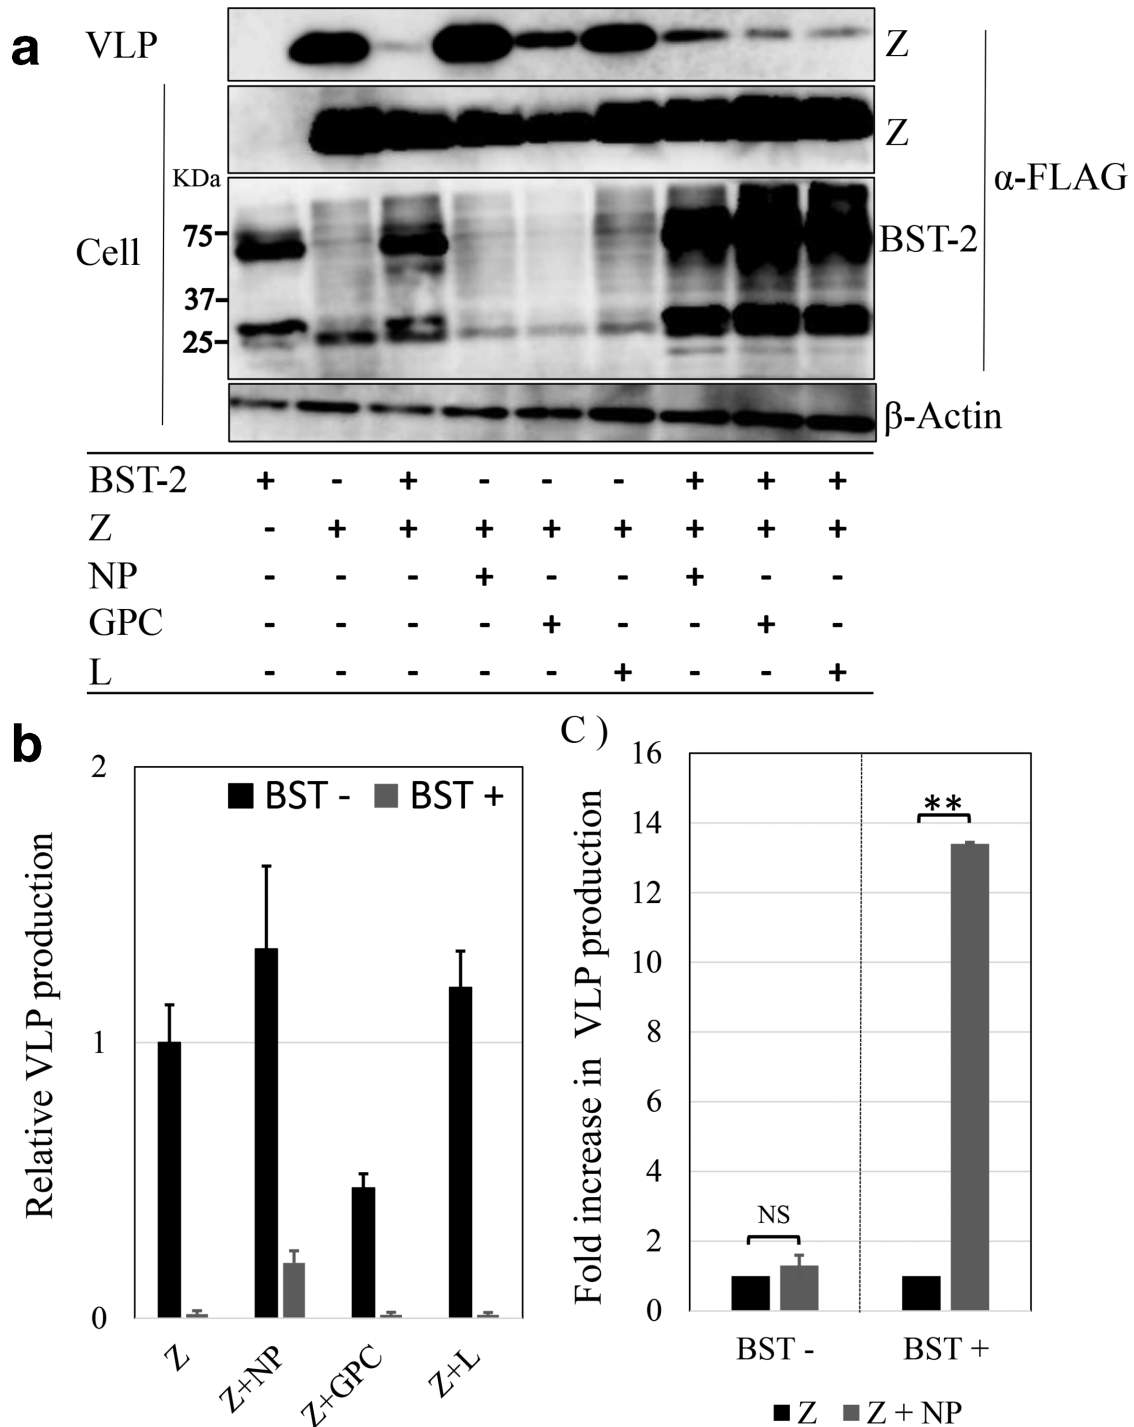 a
VLP
Z
Z
KDa
α-FLAG
75
Cell
BST-2
37
25
β-Actin
BST-2 + - + - - - + + +
Z - + + + + + + + +
NP - - - + - - + - -
GPC - - - - + - - + -
L - - - - - + - - +
b
C )
2
BST - BST +
1
0
Relative VLP production
Z Z+NP Z+GPC Z+L
16
14
12
10
8
6
4
2
0
Fold increase in VLP production
**
NS
BST - BST +
Z Z + NP